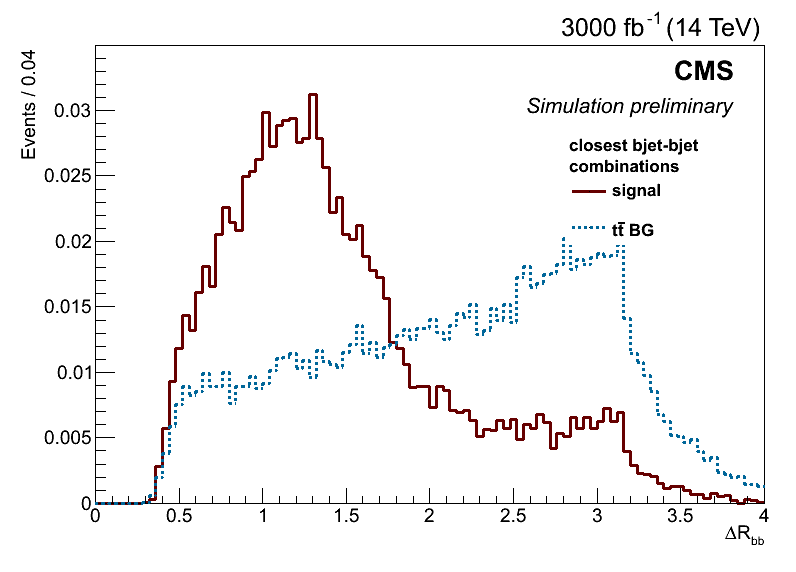 3000 fb⁻¹ (14 TeV)
Events / 0.04
CMS
Simulation preliminary
closest bjet-bjet
combinations
signal
tt̄ BG
0.03
0.025
0.02
0.015
0.01
0.005
0
0 0.5 1 1.5 2 2.5 3 3.5 4
ΔR_bb